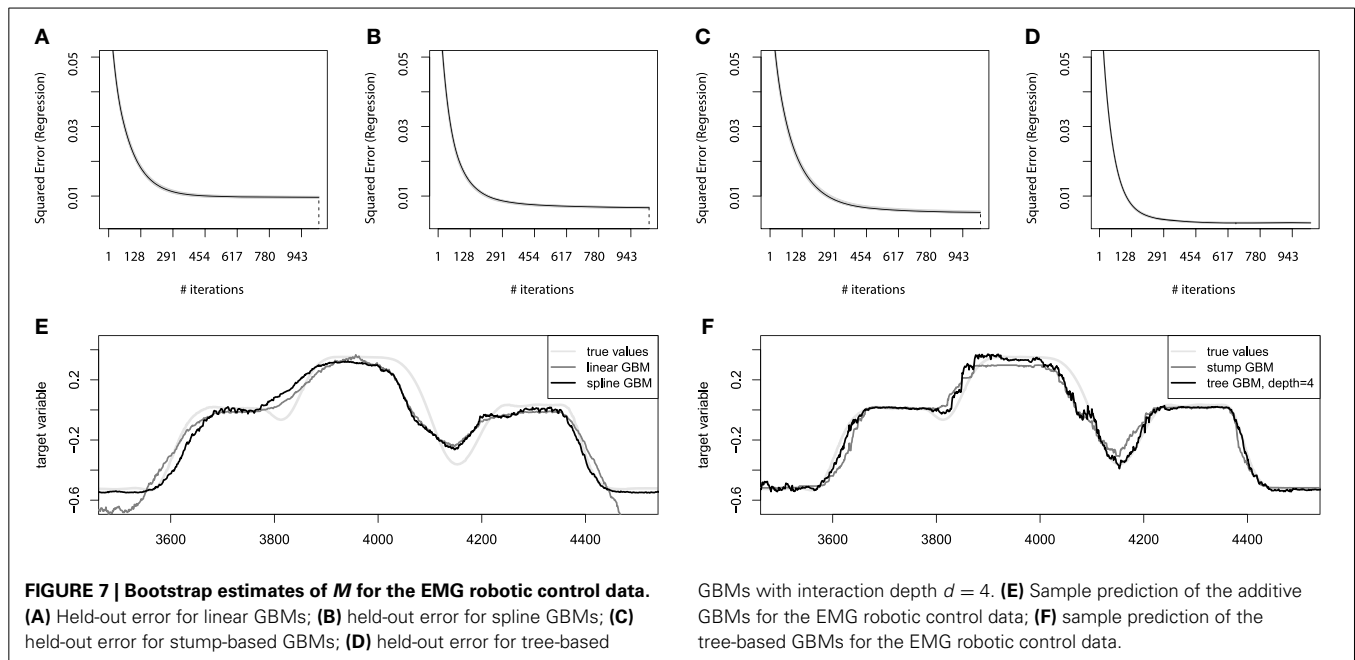 A
Squared Error (Regression)
0.05
0.03
0.01
1 128 291 454 617 780 943
# iterations
B
Squared Error (Regression)
0.05
0.03
0.01
1 128 291 454 617 780 943
# iterations
C
Squared Error (Regression)
0.05
0.03
0.01
1 128 291 454 617 780 943
# iterations
D
Squared Error (Regression)
0.05
0.03
0.01
1 128 291 454 617 780 943
# iterations
E
target variable
0.2
−0.2
−0.6
true values
linear GBM
spline GBM
3600 3800 4000 4200 4400
F
target variable
0.2
−0.2
−0.6
true values
stump GBM
tree GBM, depth=4
3600 3800 4000 4200 4400
FIGURE 7 | Bootstrap estimates of M for the EMG robotic control data.
(A) Held-out error for linear GBMs; (B) held-out error for spline GBMs; (C)
held-out error for stump-based GBMs; (D) held-out error for tree-based
GBMs with interaction depth d = 4. (E) Sample prediction of the additive
GBMs for the EMG robotic control data; (F) sample prediction of the
tree-based GBMs for the EMG robotic control data.